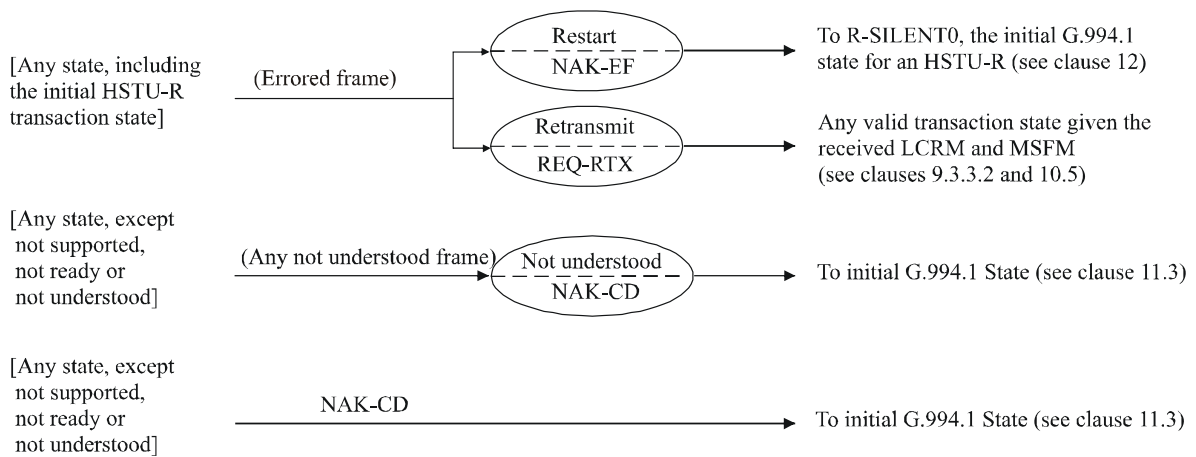 [Any state, including
the initial HSTU-R
transaction state]
(Errored frame)
Restart
NAK-EF
To R-SILENT0, the initial G.994.1
state for an HSTU-R (see clause 12)
Retransmit
REQ-RTX
Any valid transaction state given the
received LCRM and MSFM
(see clauses 9.3.3.2 and 10.5)
[Any state, except
not supported,
not ready or
not understood]
(Any not understood frame)
Not understood
NAK-CD
To initial G.994.1 State (see clause 11.3)
[Any state, except
not supported,
not ready or
not understood]
NAK-CD
To initial G.994.1 State (see clause 11.3)